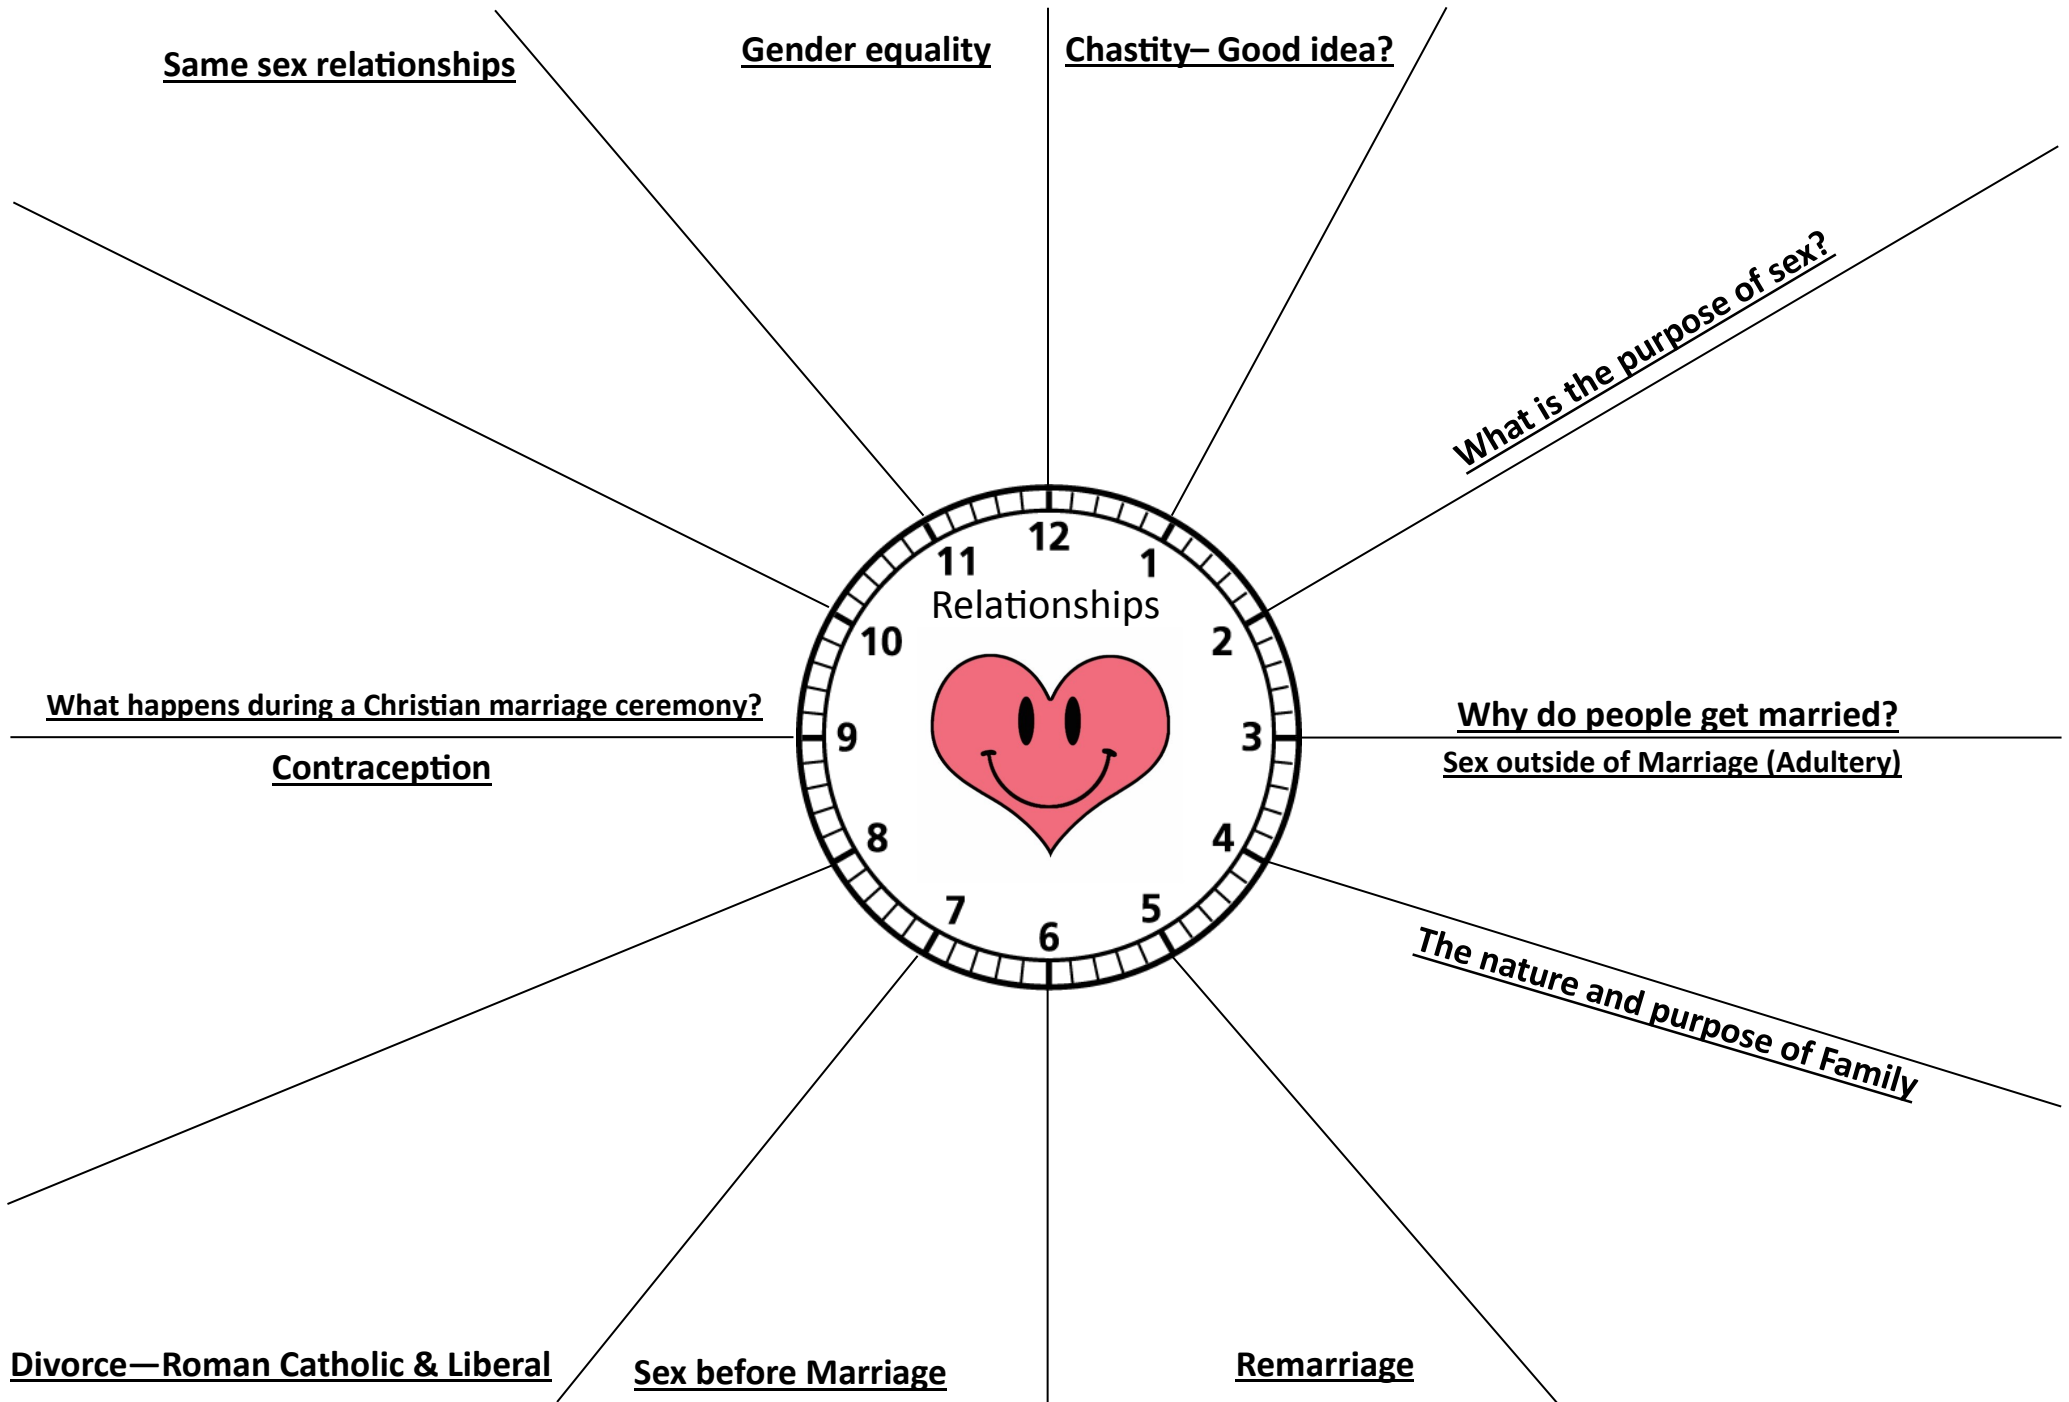 Same sex relationships
Gender equality
Chastity– Good idea?
What is the purpose of sex?
12
11
1
Relationships
10
2
What happens during a Christian marriage ceremony?
Why do people get married?
9
3
Contraception
Sex outside of Marriage (Adultery)
8
4
7
5
6
The nature and purpose of Family
Divorce—Roman Catholic & Liberal
Sex before Marriage
Remarriage